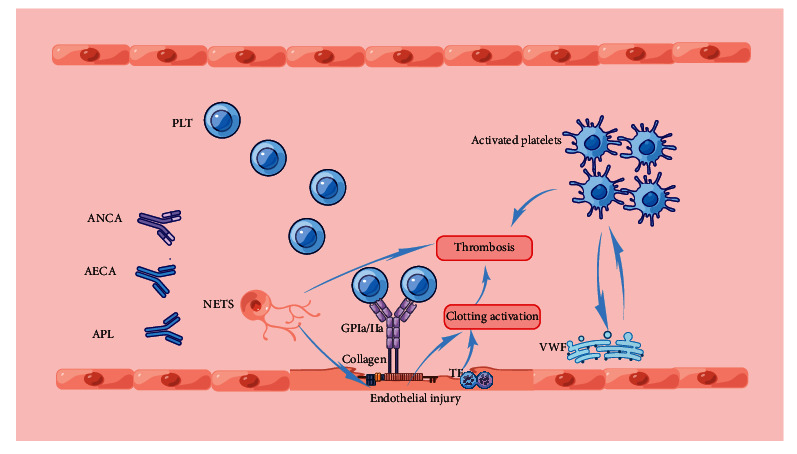 PLT
Activated platelets
ANCA
Thrombosis
AECA
NETS
Clotting activation
GPIa/IIa
APL
VWF
Collagen
TF
Endothelial injury